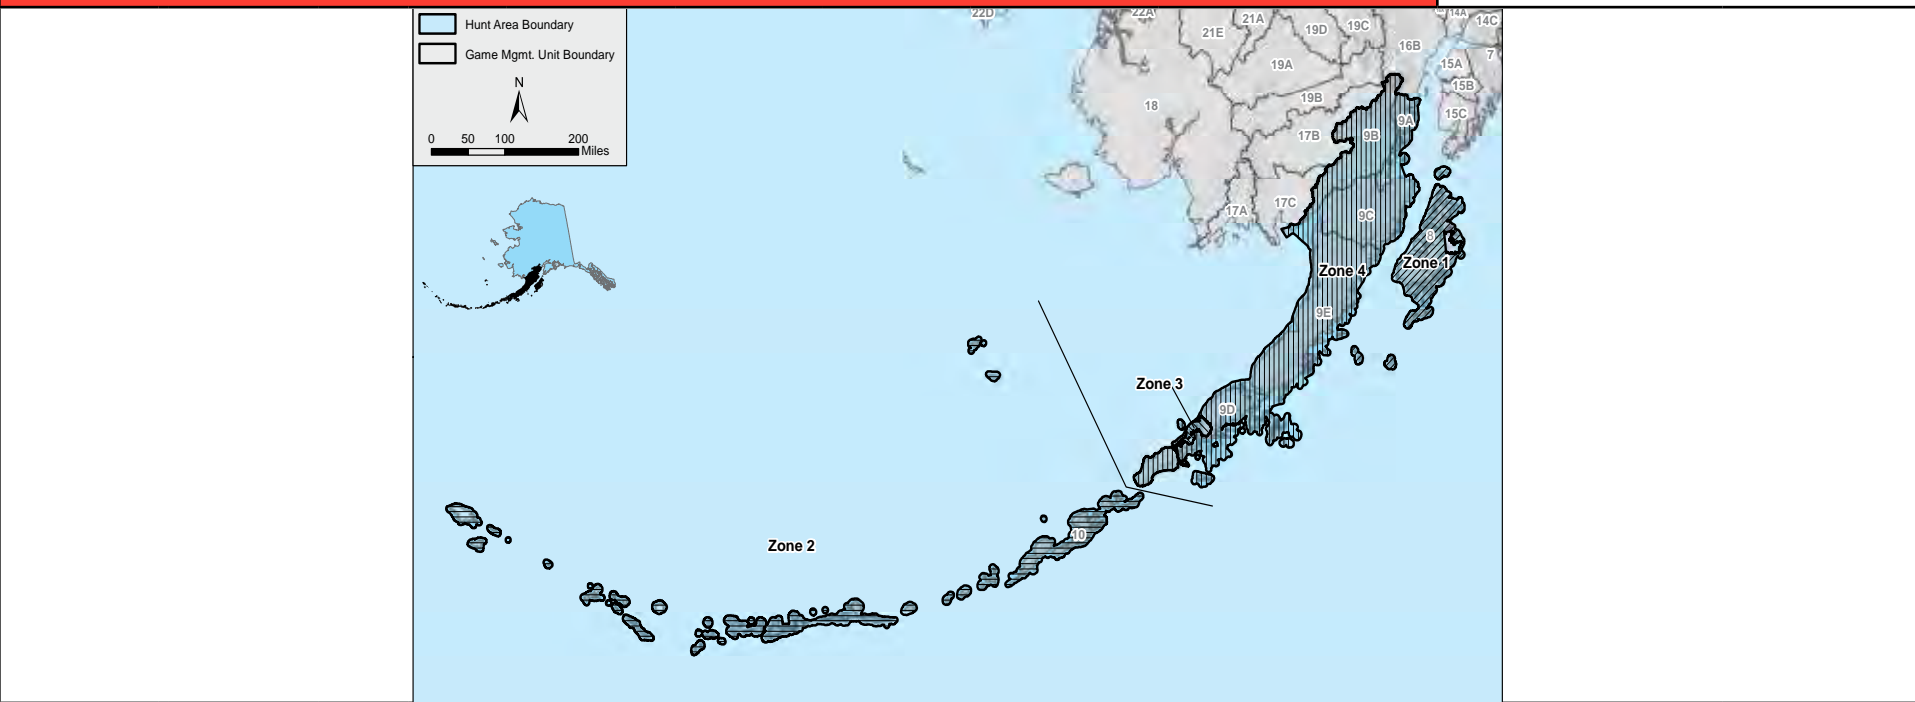 Hunt Area Boundary
Game Mgmt. Unit Boundary
N
0 50 100 200
Miles
22D
22A
21E
21A
19D
19C
16B
14A
14C
7
15A
15B
15C
19A
19B
18
17B
9B
9A
17A
17C
9C
8
Zone 1
Zone 4
9E
Zone 3
9D
10
Zone 2